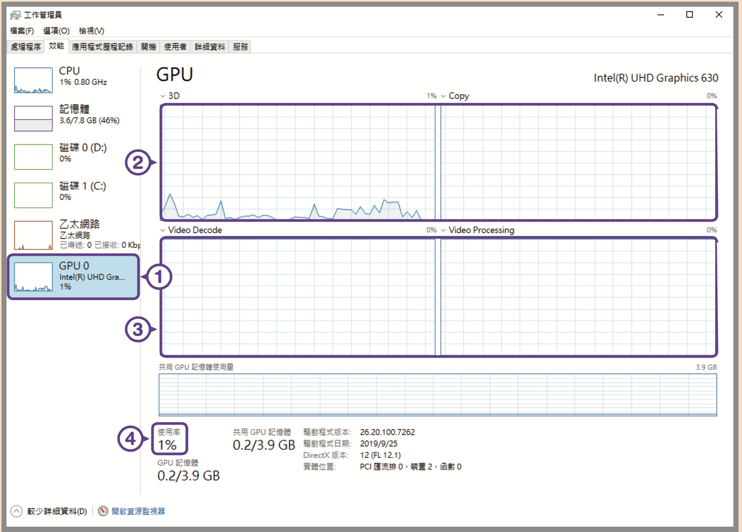 工作管理員
檔案(F) 選項(O) 檢視(V)
處理程序 效能 應用程式歷程記錄 開機 使用者 詳細資料 服務
CPU
1% 0.80 GHz
記憶體
3.6/7.8 GB (46%)
磁碟 0 (D:)
0%
磁碟 1 (C:)
0%
乙太網路
乙太網路
已傳送: 0 已接收: 0 Kbp
GPU 0
Intel(R) UHD Gra...
1%
①
GPU
Intel(R) UHD Graphics 630
3D 1%
Copy 0%
②
Video Decode 0%
Video Processing 0%
③
共用 GPU 記憶體使用量 3.9 GB
④
使用率
1%
共用 GPU 記憶體
0.2/3.9 GB
GPU 記憶體
0.2/3.9 GB
驅動程式版本: 26.20.100.7262
驅動程式日期: 2019/9/25
DirectX 版本: 12 (FL 12.1)
實體位置: PCI 匯流排 0，裝置 2，函數 0
較少詳細資料(D) 開啟資源監視器